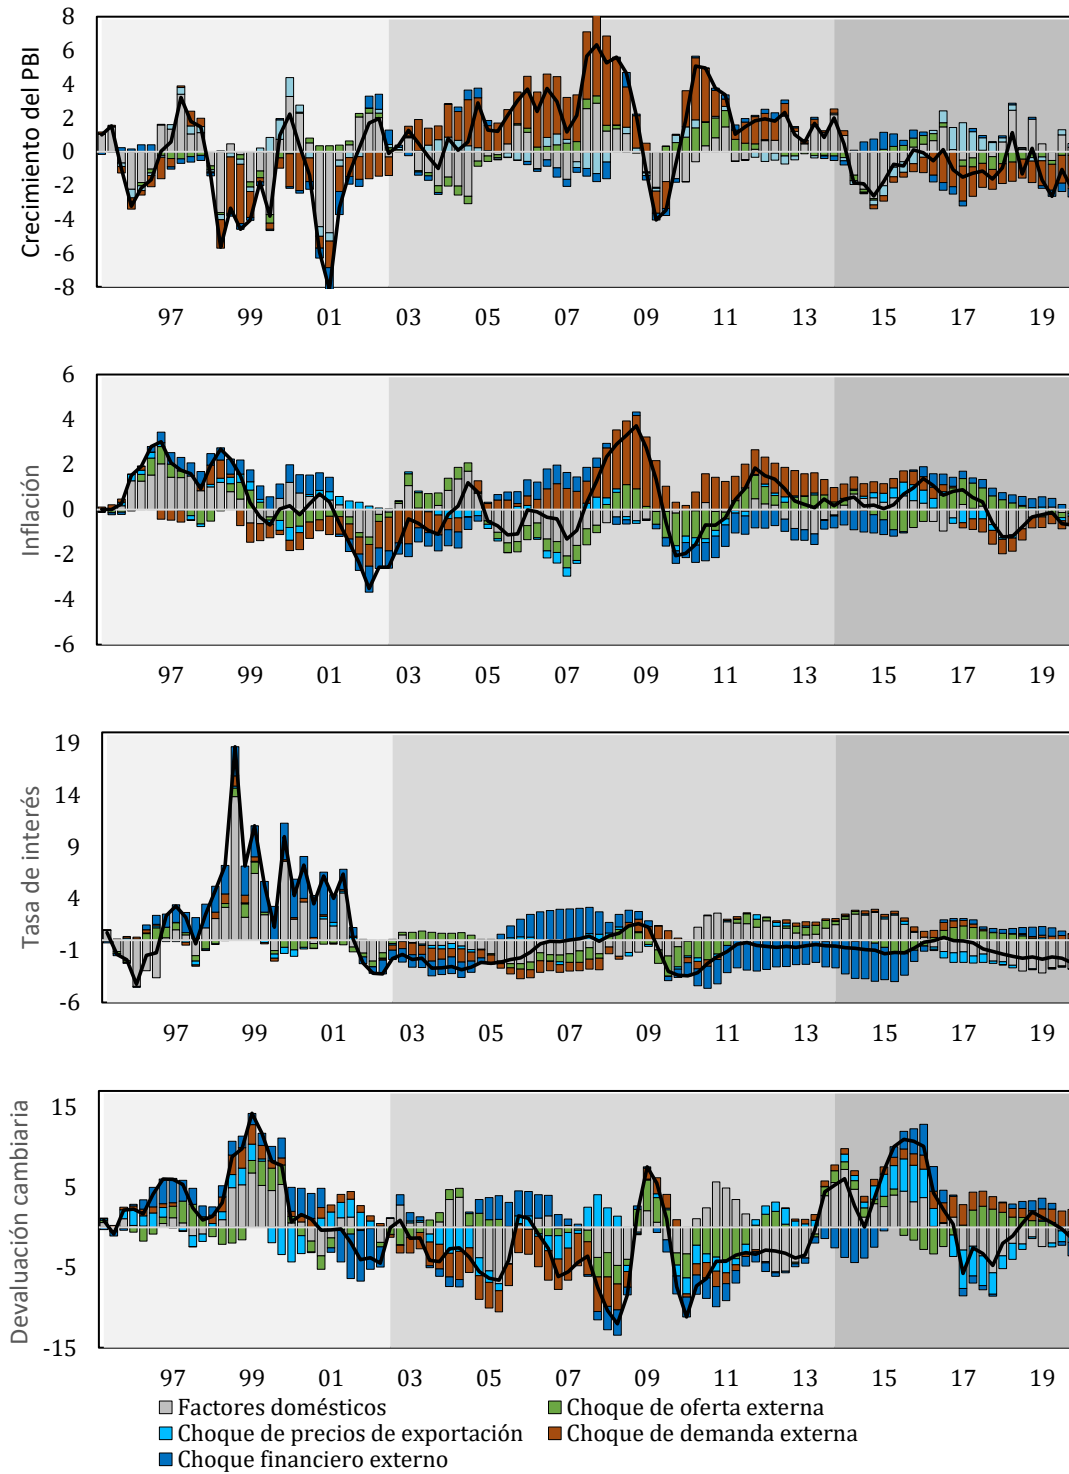 Crecimiento del PBI
8
6
4
2
0
-2
-4
-6
-8
97 99 01 03 05 07 09 11 13 15 17 19
Inflación
6
4
2
0
-2
-4
-6
97 99 01 03 05 07 09 11 13 15 17 19
Tasa de interés
19
14
9
4
-1
-6
97 99 01 03 05 07 09 11 13 15 17 19
Devaluación cambiaria
15
5
-5
-15
97 99 01 03 05 07 09 11 13 15 17 19
Factores domésticos Choque de oferta externa
Choque de precios de exportación Choque de demanda externa
Choque financiero externo